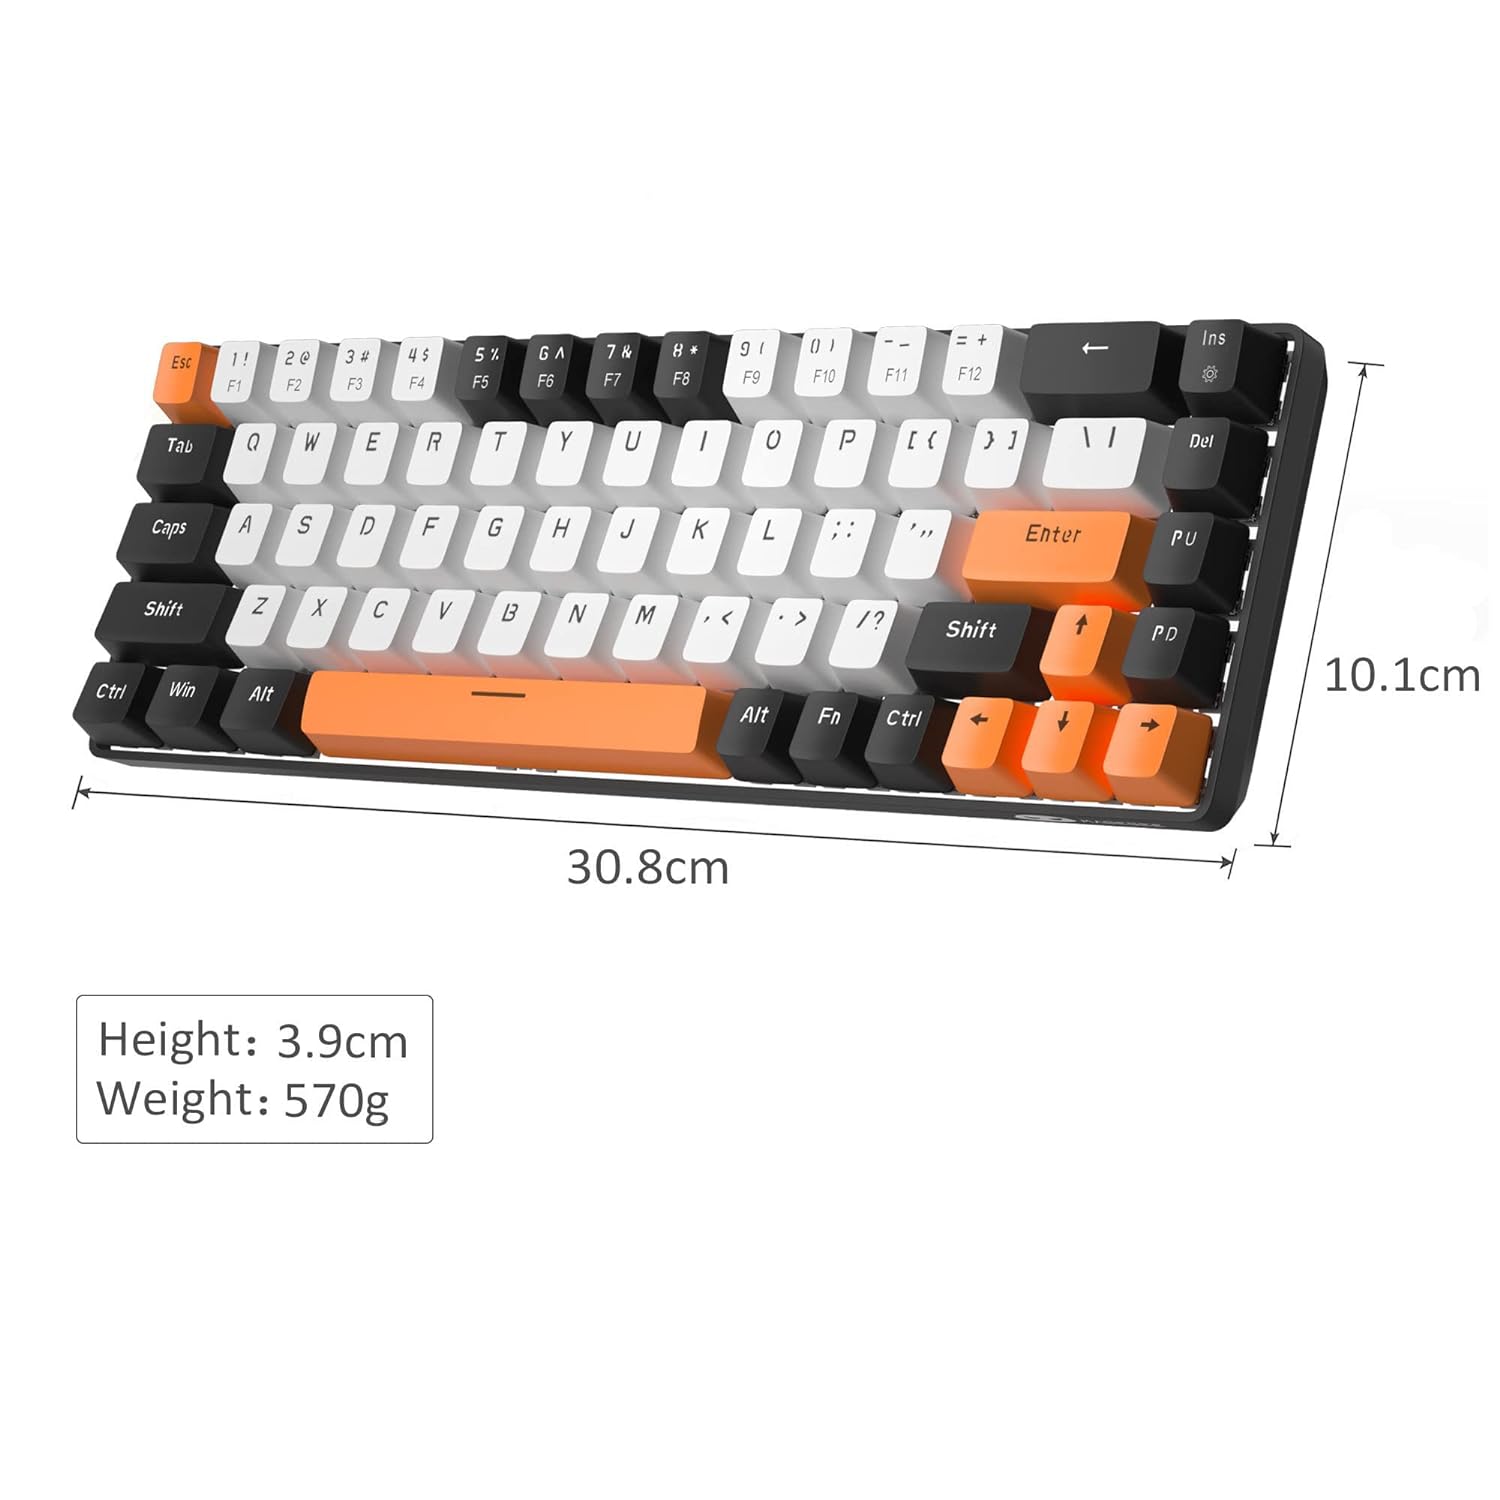 Esc 1 ! 2 @ 3 # 4 $ 5 % 6 ^ 7 & 8 * 9 ( 0 ) - _ = + ← Ins
F1 F2 F3 F4 F5 F6 F7 F8 F9 F10 F11 F12
Tab Q W E R T Y U I O P [ { } ] \ | Del
Caps A S D F G H J K L ; : ' " Enter PU
Shift Z X C V B N M , < . > / ? Shift ↑ PD
Ctrl Win Alt Alt Fn Ctrl ← ↓ →
10.1cm
30.8cm
Height: 3.9cm
Weight: 570g